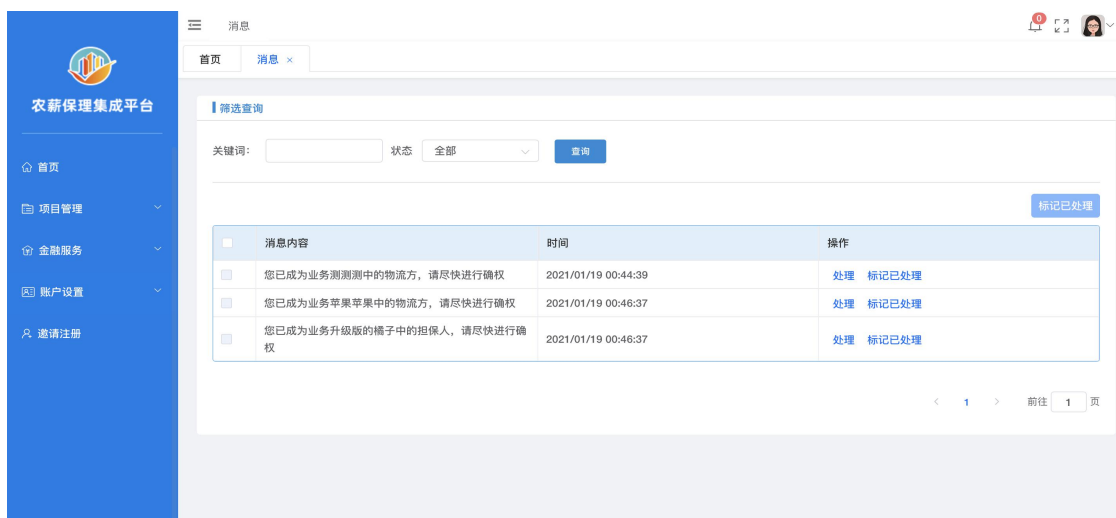 消息
0
首页
消息 ×
农薪保理集成平台
首页
项目管理
金融服务
账户设置
邀请注册
筛选查询
关键词:
状态
全部
查询
标记已处理
消息内容 时间 操作
您已成为业务测测测中的物流方，请尽快进行确权 2021/01/19 00:44:39 处理 标记已处理
您已成为业务苹果苹果中的物流方，请尽快进行确权 2021/01/19 00:46:37 处理 标记已处理
您已成为业务升级版的橘子中的担保人，请尽快进行确
权
2021/01/19 00:46:37 处理 标记已处理
< 1 > 前往 1 页